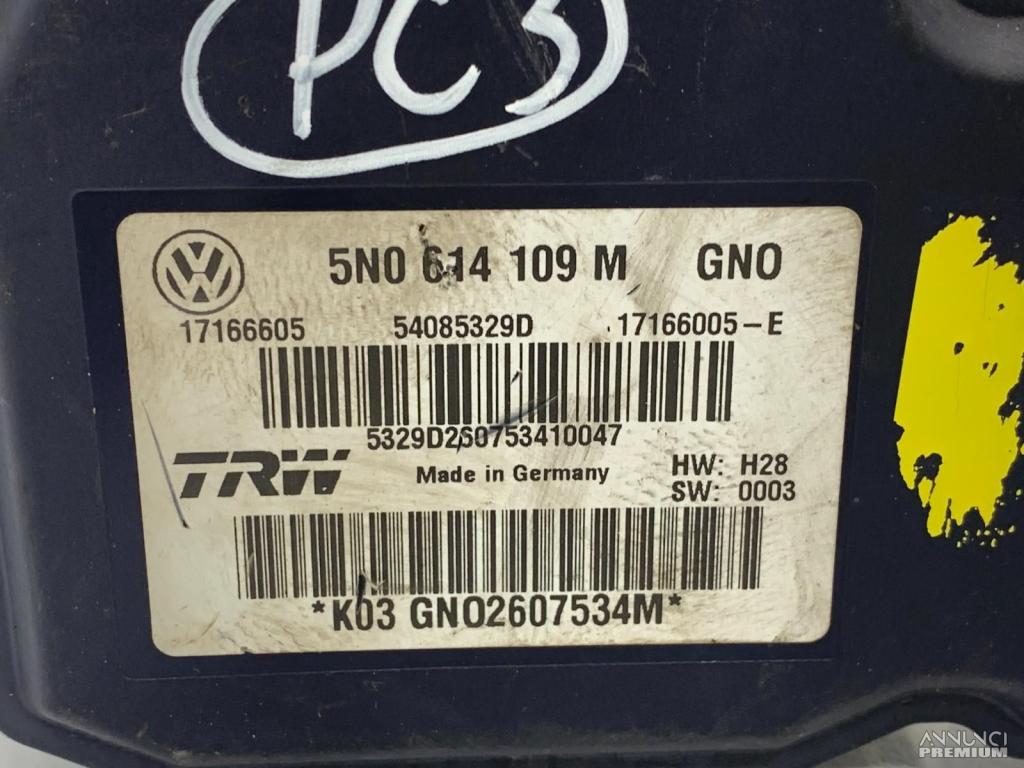 PC3
5N0 614 109 M GNO
17166605 54085329D 17166005-E
5329D260753410047
TRW Made in Germany HW: H28
SW: 0003
*K03 GNO2607534M*
ANNUNCI
PREMIUM